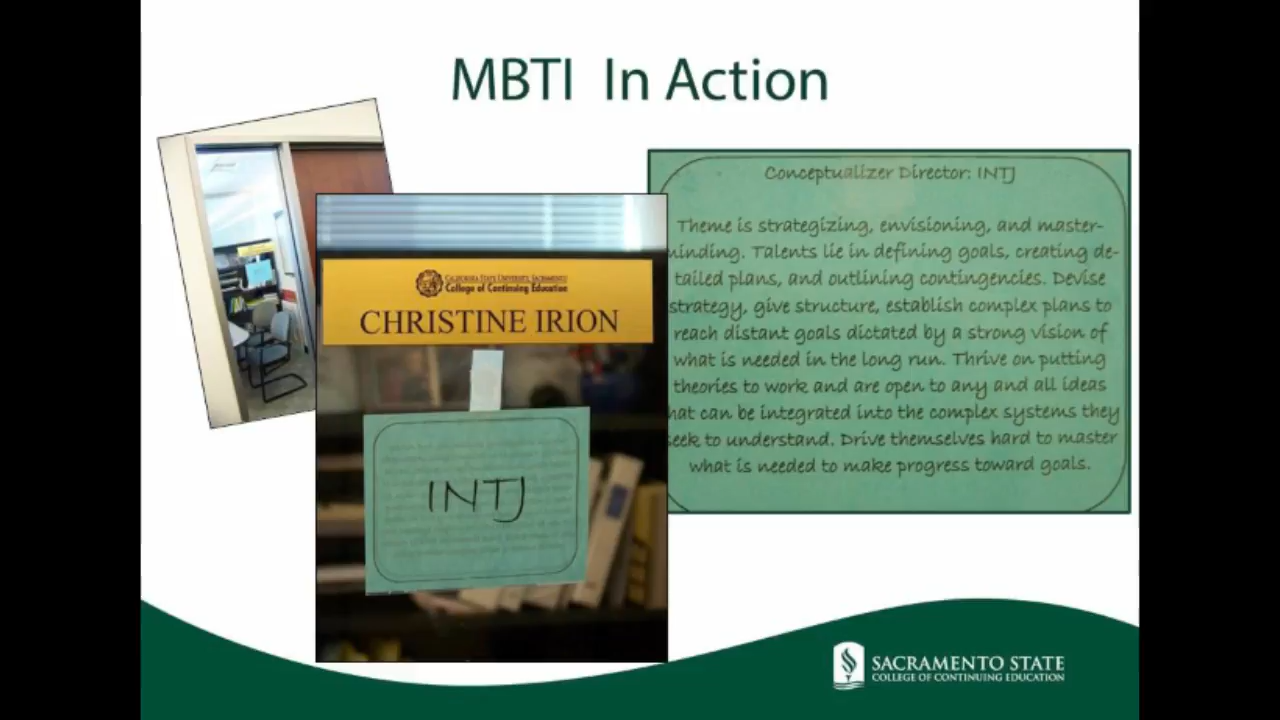 MBTI In Action
CALIFORNIA STATE UNIVERSITY, SACRAMENTO
College of Continuing Education
CHRISTINE IRION
INTJ
Conceptualizer Director: INTJ
Theme is strategizing, envisioning, and master-
minding. Talents lie in defining goals, creating de-
tailed plans, and outlining contingencies. Devise
strategy, give structure, establish complex plans to
reach distant goals dictated by a strong vision of
what is needed in the long run. Thrive on putting
theories to work and are open to any and all ideas
hat can be integrated into the complex systems they
seek to understand. Drive themselves hard to master
what is needed to make progress toward goals.
SACRAMENTO STATE
COLLEGE OF CONTINUING EDUCATION